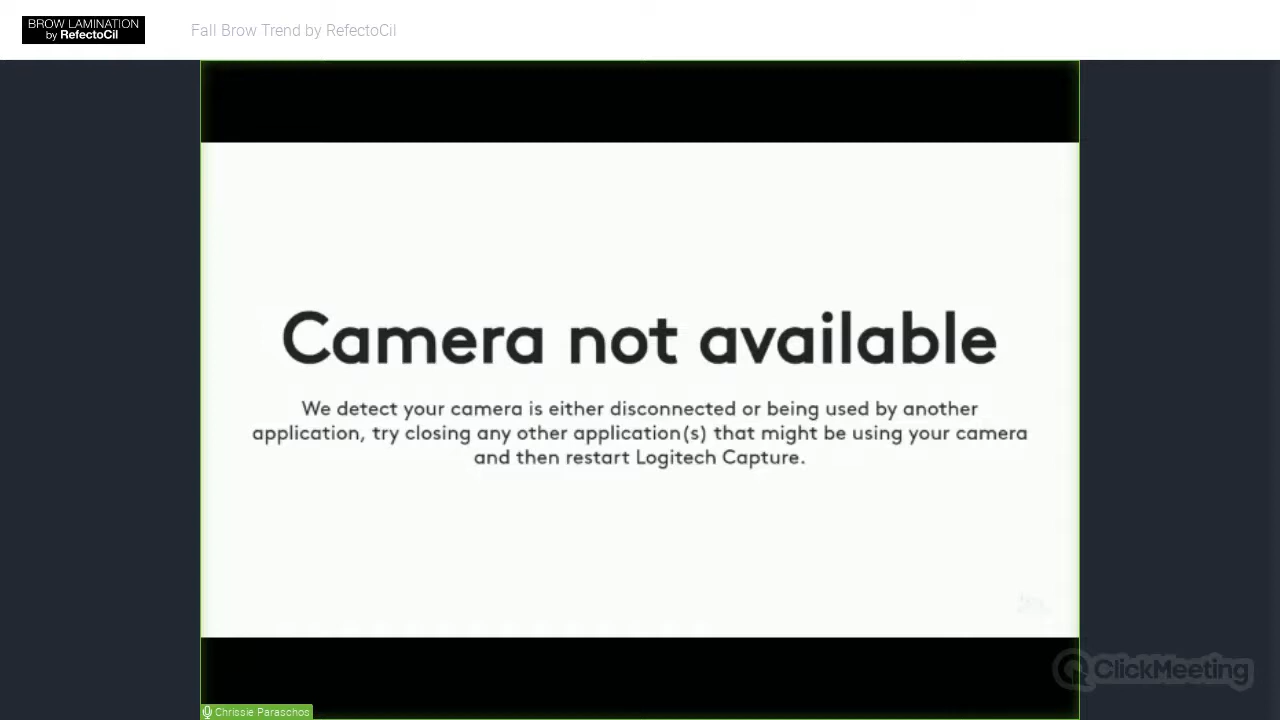 BROW LAMINATION
by RefectoCil
Fall Brow Trend by RefectoCil
Camera not available
We detect your camera is either disconnected or being used by another
application, try closing any other application(s) that might be using your camera
and then restart Logitech Capture.
ClickMeeting
Chrissie Paraschos